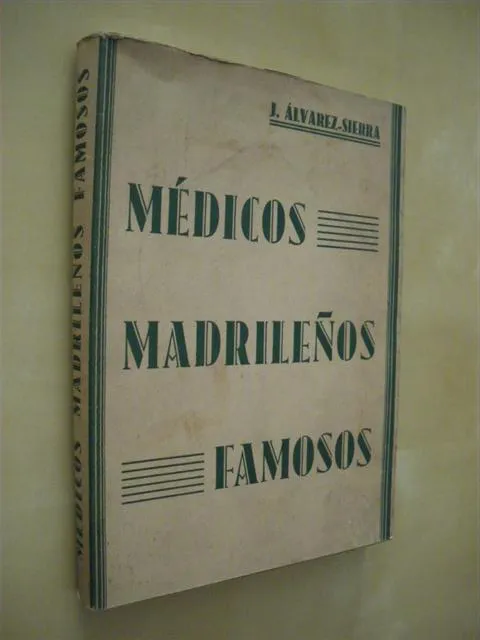 J. ÁLVAREZ-SIERRA
MÉDICOS
MADRILEÑOS
FAMOSOS
MÉDICOS MADRILEÑOS FAMOSOS